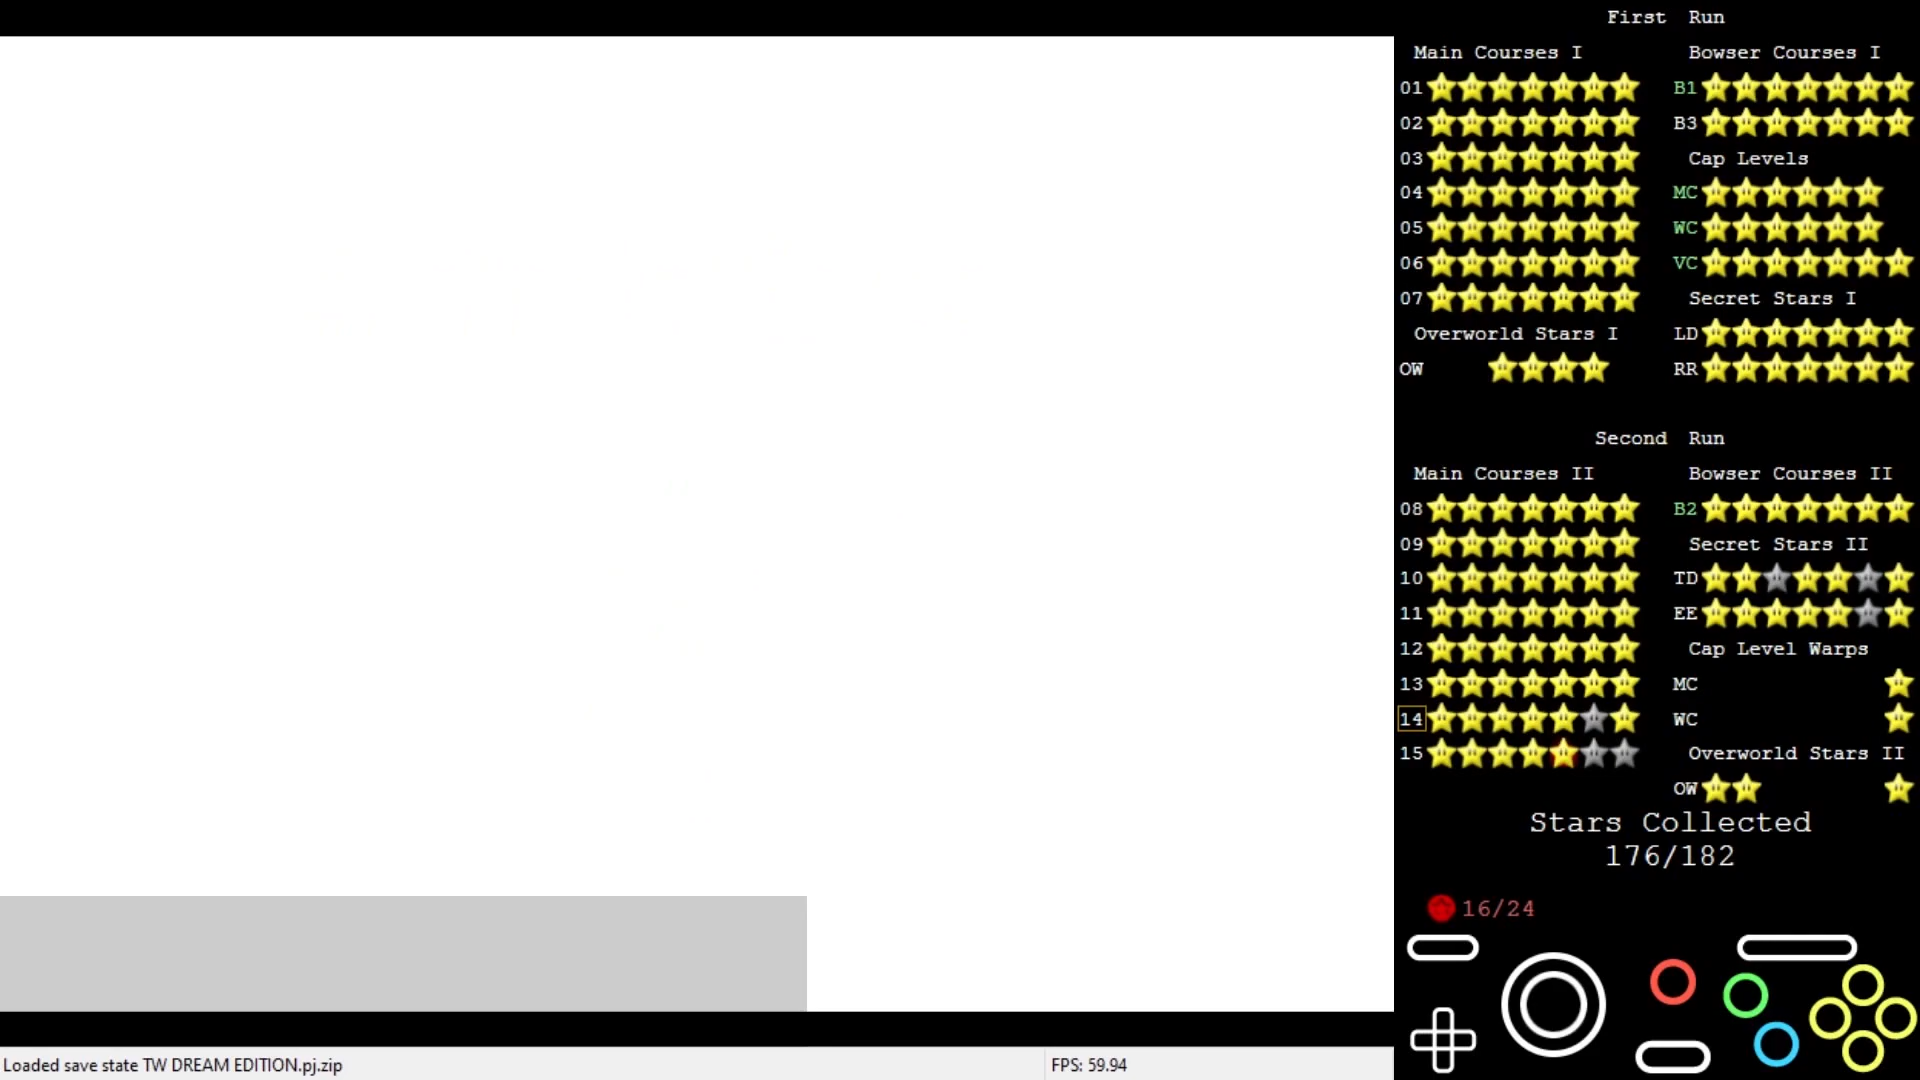 First Run
Main Courses I
Bowser Courses I
01
B1
02
B3
03
Cap Levels
04
MC
05
WC
06
VC
07
Secret Stars I
Overworld Stars I
LD
OW
RR
Second Run
Main Courses II
Bowser Courses II
08
B2
09
Secret Stars II
10
TD
11
EE
12
Cap Level Warps
13
MC
14
WC
15
Overworld Stars II
OW
Stars Collected
176/182
16/24
Loaded save state TW DREAM EDITION.pj.zip
FPS: 59.94